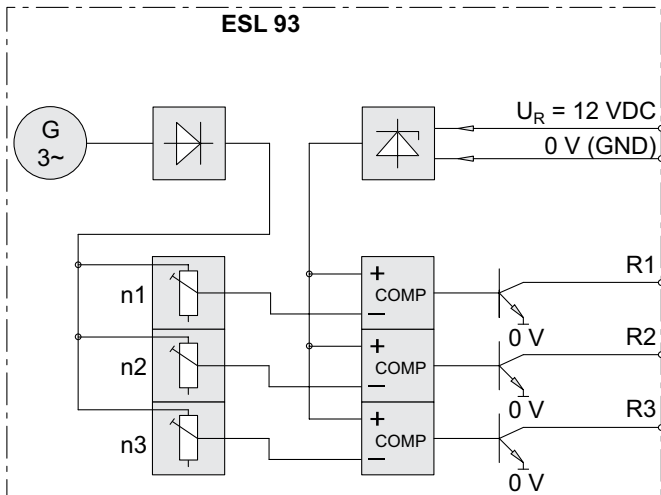 ESL 93
G
3~
U_R = 12 VDC
0 V (GND)
n1
+
COMP
−
R1
0 V
n2
+
COMP
−
R2
0 V
n3
+
COMP
−
R3
0 V